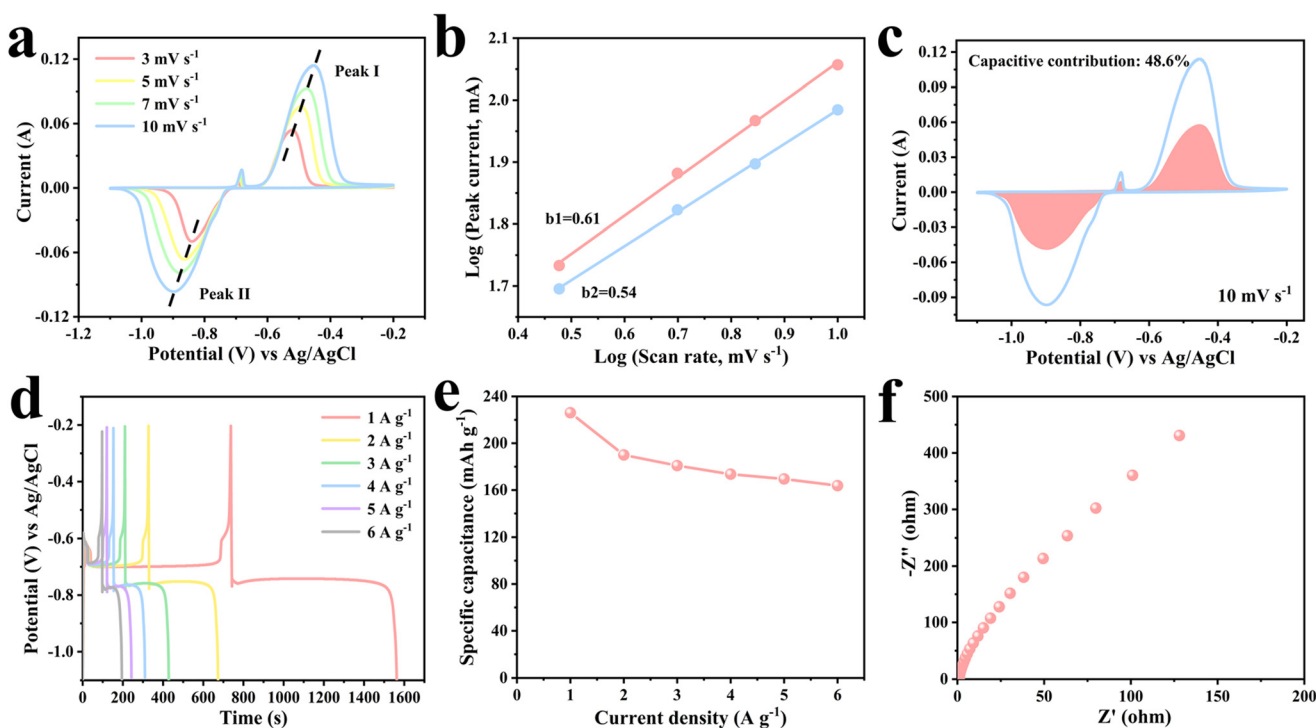 a
0.12
0.06
0.00
-0.06
-0.12
Current (A)
3 mV s⁻¹
5 mV s⁻¹
7 mV s⁻¹
10 mV s⁻¹
Peak I
Peak II
-1.0
-0.8
-0.6
-0.4
-0.2
Potential (V) vs Ag/AgCl
b
2.1
2.0
1.9
1.8
1.7
Log (Peak current, mA)
b1=0.61
b2=0.54
0.4
0.5
0.6
0.7
0.8
0.9
1.0
Log (Scan rate, mV s⁻¹)
c
0.12
0.09
0.06
0.03
0.00
-0.03
-0.06
-0.09
Current (A)
Capacitive contribution: 48.6%
10 mV s⁻¹
-1.0
-0.8
-0.6
-0.4
-0.2
Potential (V) vs Ag/AgCl
d
-0.2
-0.4
-0.6
-0.8
-1.0
Potential (V) vs Ag/AgCl
1 A g⁻¹
2 A g⁻¹
3 A g⁻¹
4 A g⁻¹
5 A g⁻¹
6 A g⁻¹
0
200
400
600
800
1000
1200
1400
1600
Time (s)
e
240
200
160
120
80
40
0
Specific capacitance (mAh g⁻¹)
0
1
2
3
4
5
6
Current density (A g⁻¹)
f
500
400
300
200
100
0
-Z" (ohm)
0
50
100
150
200
Z' (ohm)